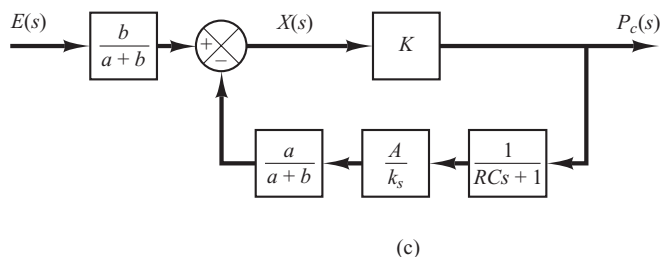 E(s)
b
a + b
+
−
X(s)
K
P_c(s)
a
a + b
A
k_s
1
RCs + 1
(c)